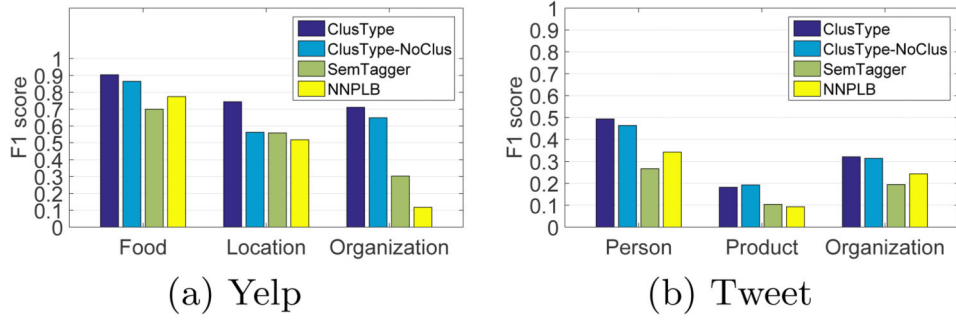 ClusType
ClusType-NoClus
SemTagger
NNPLB
F1 score
1
0.9
0.8
0.7
0.6
0.5
0.4
0.3
0.2
0.1
0
Food Location Organization
(a) Yelp
ClusType
ClusType-NoClus
SemTagger
NNPLB
F1 score
1
0.9
0.8
0.7
0.6
0.5
0.4
0.3
0.2
0.1
0
Person Product Organization
(b) Tweet